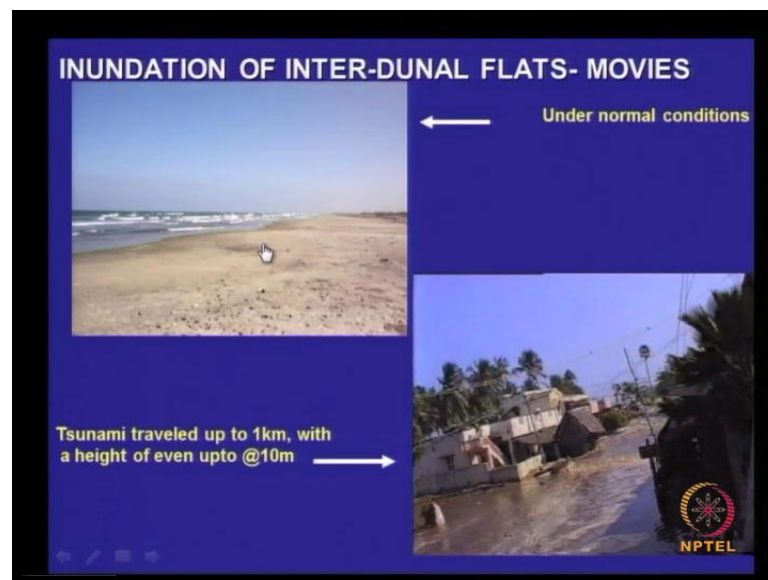 INUNDATION OF INTER-DUNAL FLATS- MOVIES
Under normal conditions
Tsunami traveled up to 1km, with
a height of even upto @10m
NPTEL